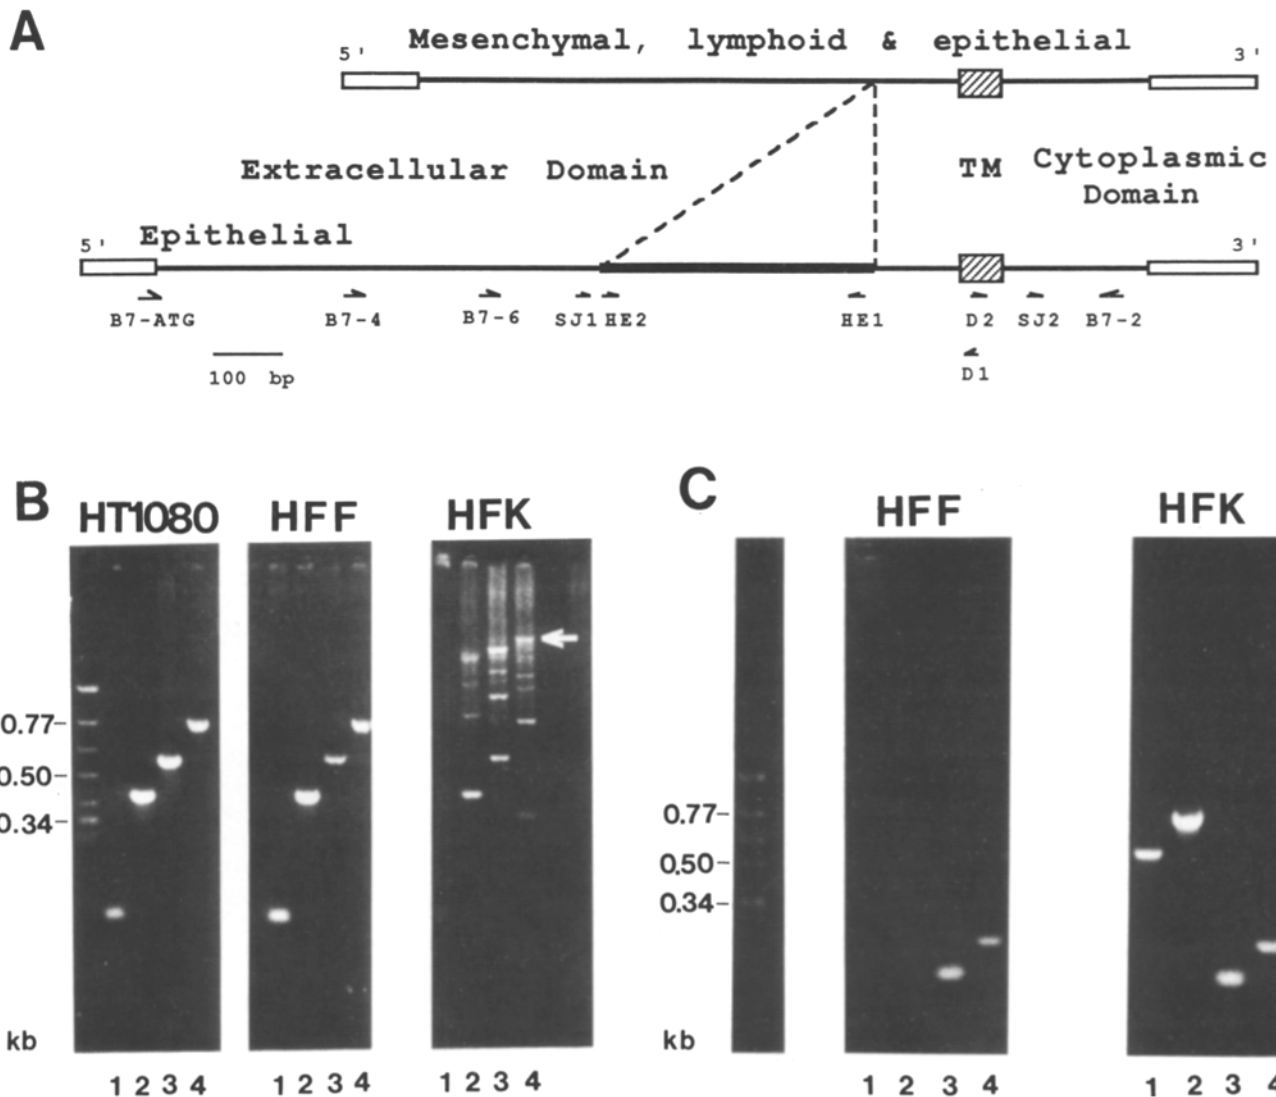 A
Mesenchymal, lymphoid & epithelial
5' 3'
Extracellular Domain
TM
Cytoplasmic Domain
5' Epithelial 3'
B7-ATG B7-4 B7-6 SJ1 HE2 HE1 D2 SJ2 B7-2
100 bp
D1
B
HT1080 HFF HFK
0.77-
0.50-
0.34-
kb
1 2 3 4 1 2 3 4 1 2 3 4
C
HFF HFK
0.77-
0.50-
0.34-
kb
1 2 3 4 1 2 3 4